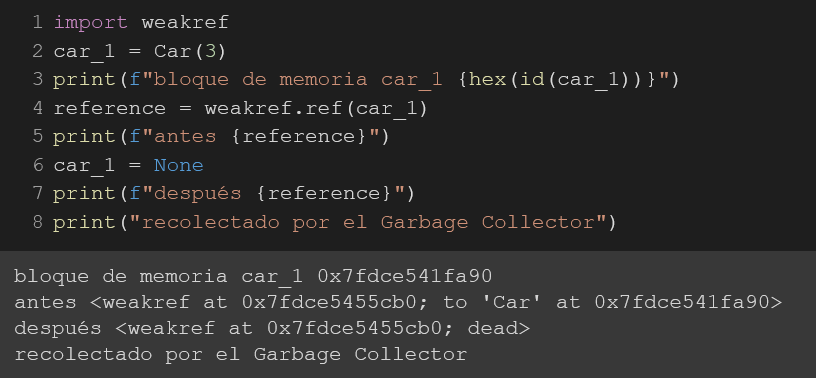 1 import weakref
2 car_1 = Car(3)
3 print(f"bloque de memoria car_1 {hex(id(car_1))}")
4 reference = weakref.ref(car_1)
5 print(f"antes {reference}")
6 car_1 = None
7 print(f"después {reference}")
8 print("recolectado por el Garbage Collector")
bloque de memoria car_1 0x7fdce541fa90
antes <weakref at 0x7fdce5455cb0; to 'Car' at 0x7fdce541fa90>
después <weakref at 0x7fdce5455cb0; dead>
recolectado por el Garbage Collector